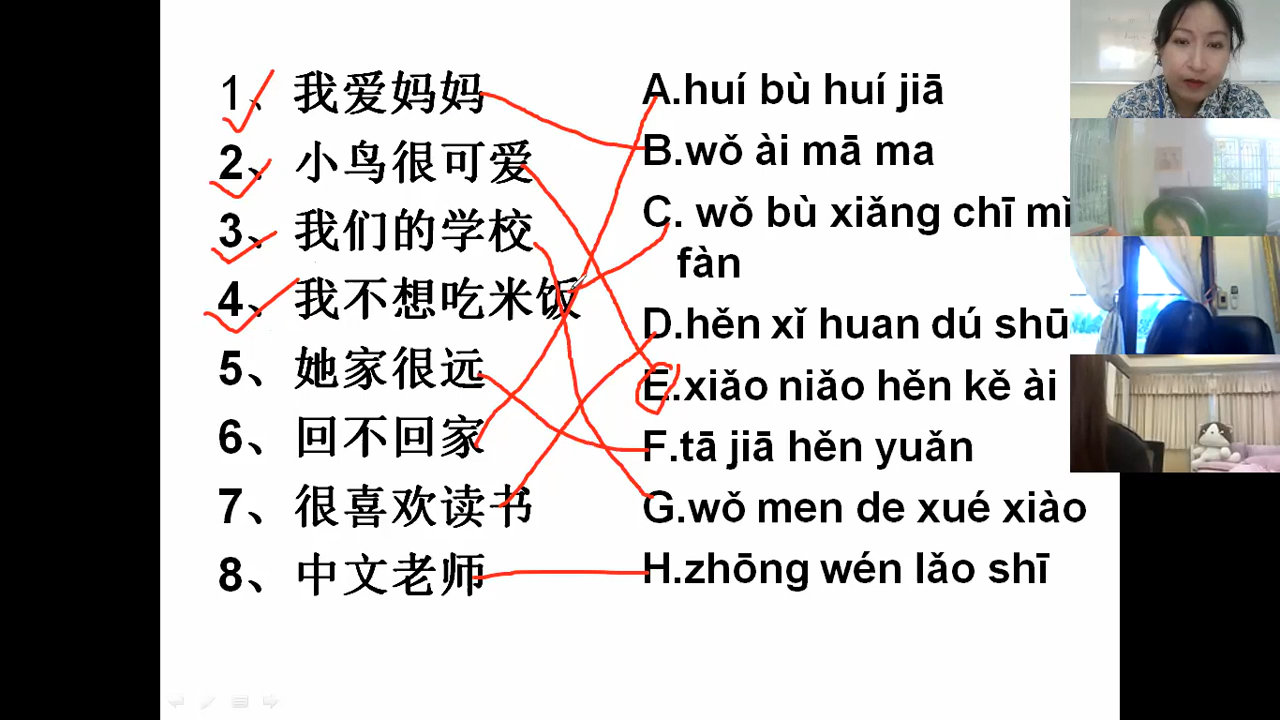 1、我爱妈妈
2、小鸟很可爱
3、我们的学校
4、我不想吃米饭
5、她家很远
6、回不回家
7、很喜欢读书
8、中文老师
A.huí bù huí jiā
B.wǒ ài mā ma
C. wǒ bù xiǎng chī mǐ
fàn
D.hěn xǐ huan dú shū
E.xiǎo niǎo hěn kě ài
F.tā jiā hěn yuǎn
G.wǒ men de xué xiào
H.zhōng wén lǎo shī